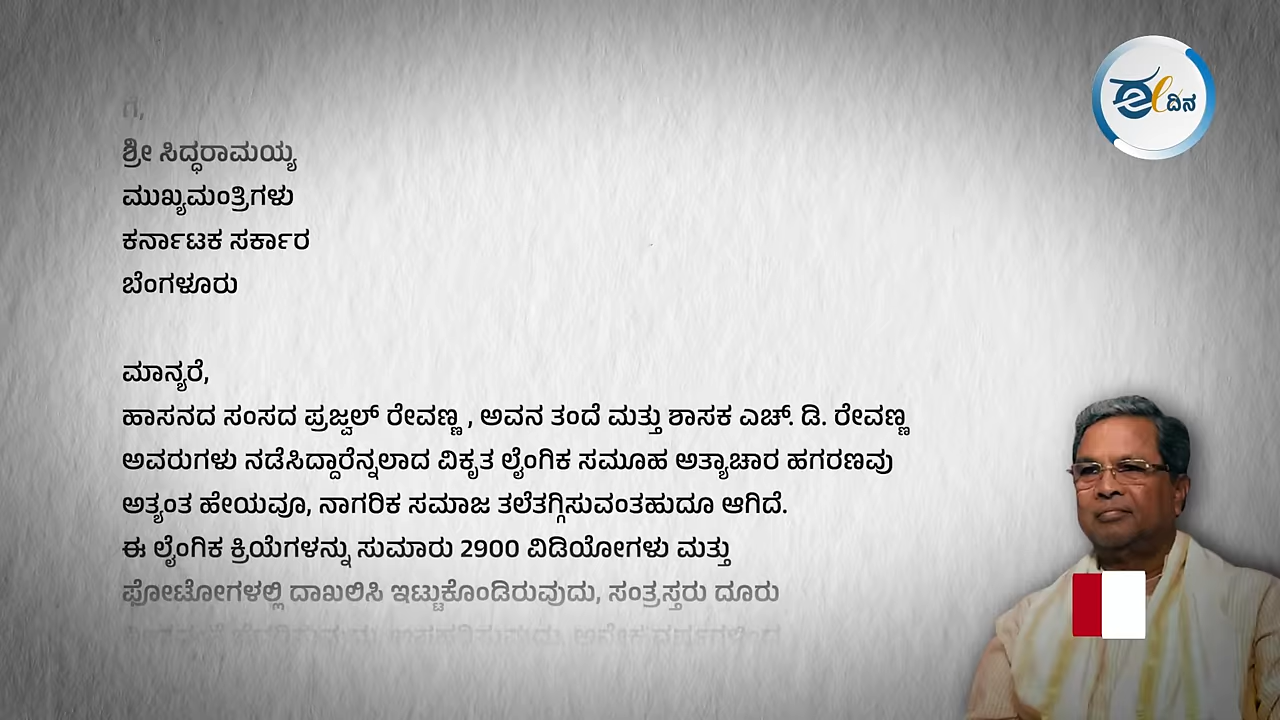 ಗೆ,
ಶ್ರೀ ಸಿದ್ಧರಾಮಯ್ಯ
ಮುಖ್ಯಮಂತ್ರಿಗಳು
ಕರ್ನಾಟಕ ಸರ್ಕಾರ
ಬೆಂಗಳೂರು
ಮಾನ್ಯರೆ,
ಹಾಸನದ ಸಂಸದ ಪ್ರಜ್ವಲ್ ರೇವಣ್ಣ , ಅವನ ತಂದೆ ಮತ್ತು ಶಾಸಕ ಎಚ್. ಡಿ. ರೇವಣ್ಣ
ಅವರುಗಳು ನಡೆಸಿದ್ದಾರೆನ್ನಲಾದ ವಿಕೃತ ಲೈಂಗಿಕ ಸಮೂಹ ಅತ್ಯಾಚಾರ ಹಗರಣವು
ಅತ್ಯಂತ ಹೇಯವೂ, ನಾಗರಿಕ ಸಮಾಜ ತಲೆತಗ್ಗಿಸುವಂತಹುದೂ ಆಗಿದೆ.
ಈ ಲೈಂಗಿಕ ಕ್ರಿಯೆಗಳನ್ನು ಸುಮಾರು 2900 ವಿಡಿಯೋಗಳು ಮತ್ತು
ಫೋಟೋಗಳಲ್ಲಿ ದಾಖಲಿಸಿ ಇಟ್ಟುಕೊಂಡಿರುವುದು, ಸಂತ್ರಸ್ತರು ದೂರು
ದಿನ